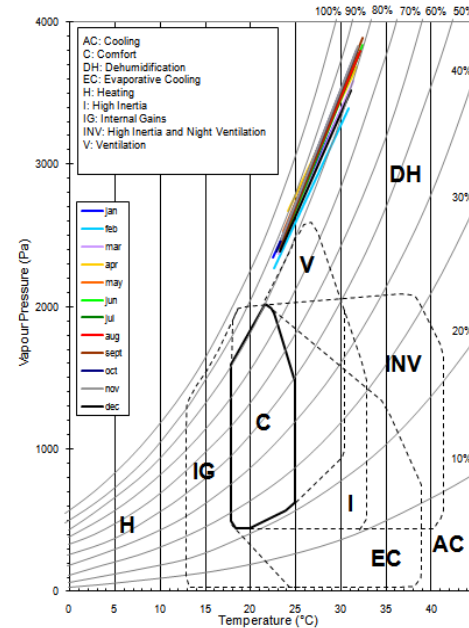 100% 90% 80% 70% 60% 50%
4000
AC: Cooling
C: Comfort
DH: Dehumidification
EC: Evaporative Cooling
H: Heating
I: High Inertia
IG: Internal Gains
INV: High Inertia and Night Ventilation
V: Ventilation
40%
3000
DH
30%
jan
feb
mar
apr
may
jun
jul
aug
sept
oct
nov
dec
V
Vapour Pressure (Pa)
2000
20%
INV
C
1000
IG
10%
H
I
EC
AC
0
0 5 10 15 20 25 30 35 40
Temperature (°C)